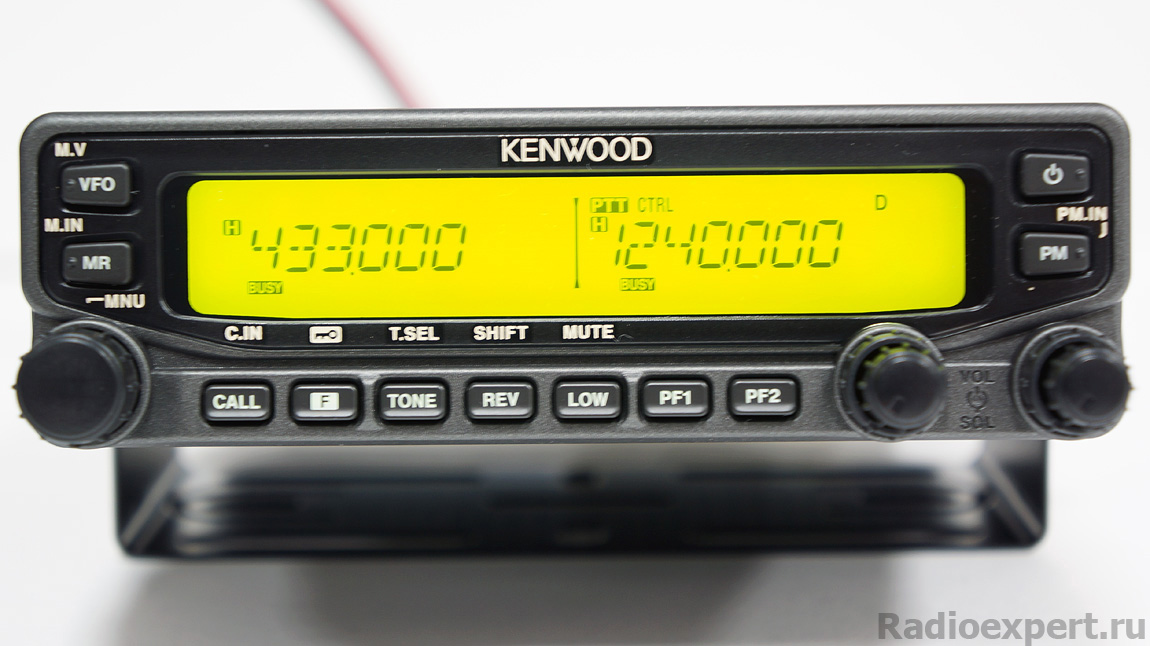 KENWOOD
M.V
VFO
M.IN
MR
MNU
H 433.000
BUSY
PTT CTRL D
H 1240.000
BUSY
PM.IN
PM
C.IN T.SEL SHIFT MUTE
CALL F TONE REV LOW PF1 PF2
VOL
SQL
Radioexpert.ru